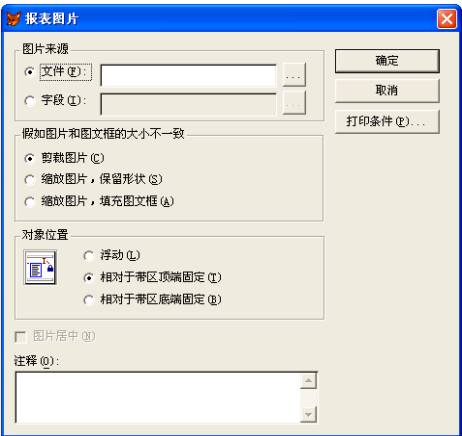 报表图片
图片来源
文件(F):
...
确定
字段(I):
...
取消
打印条件(P)...
假如图片和图文框的大小不一致
剪裁图片(C)
缩放图片，保留形状(S)
缩放图片，填充图文框(A)
对象位置
浮动(L)
相对于带区顶端固定(T)
相对于带区底端固定(B)
图片居中(N)
注释(O):